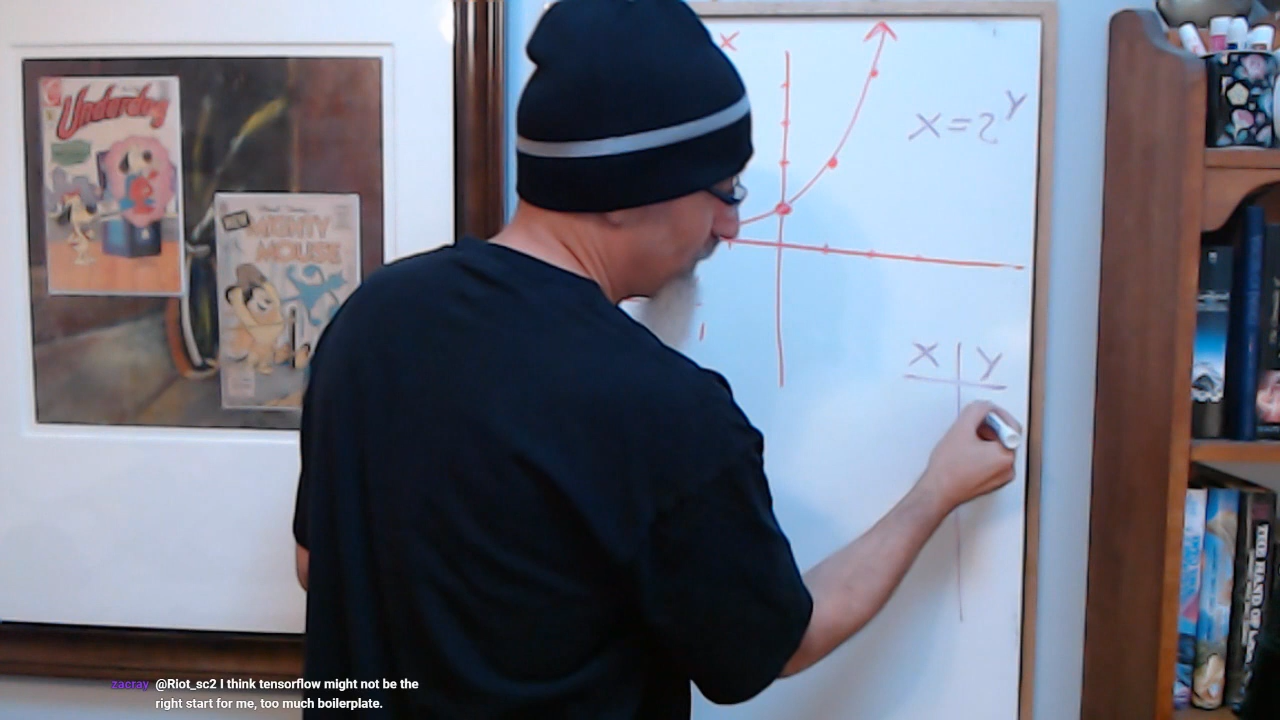 Underdog
MIGHTY
MOUSE
X
X=2^Y
X Y
zacrav @Riot_sc2 I think tensorflow might not be the
right start for me, too much boilerplate.